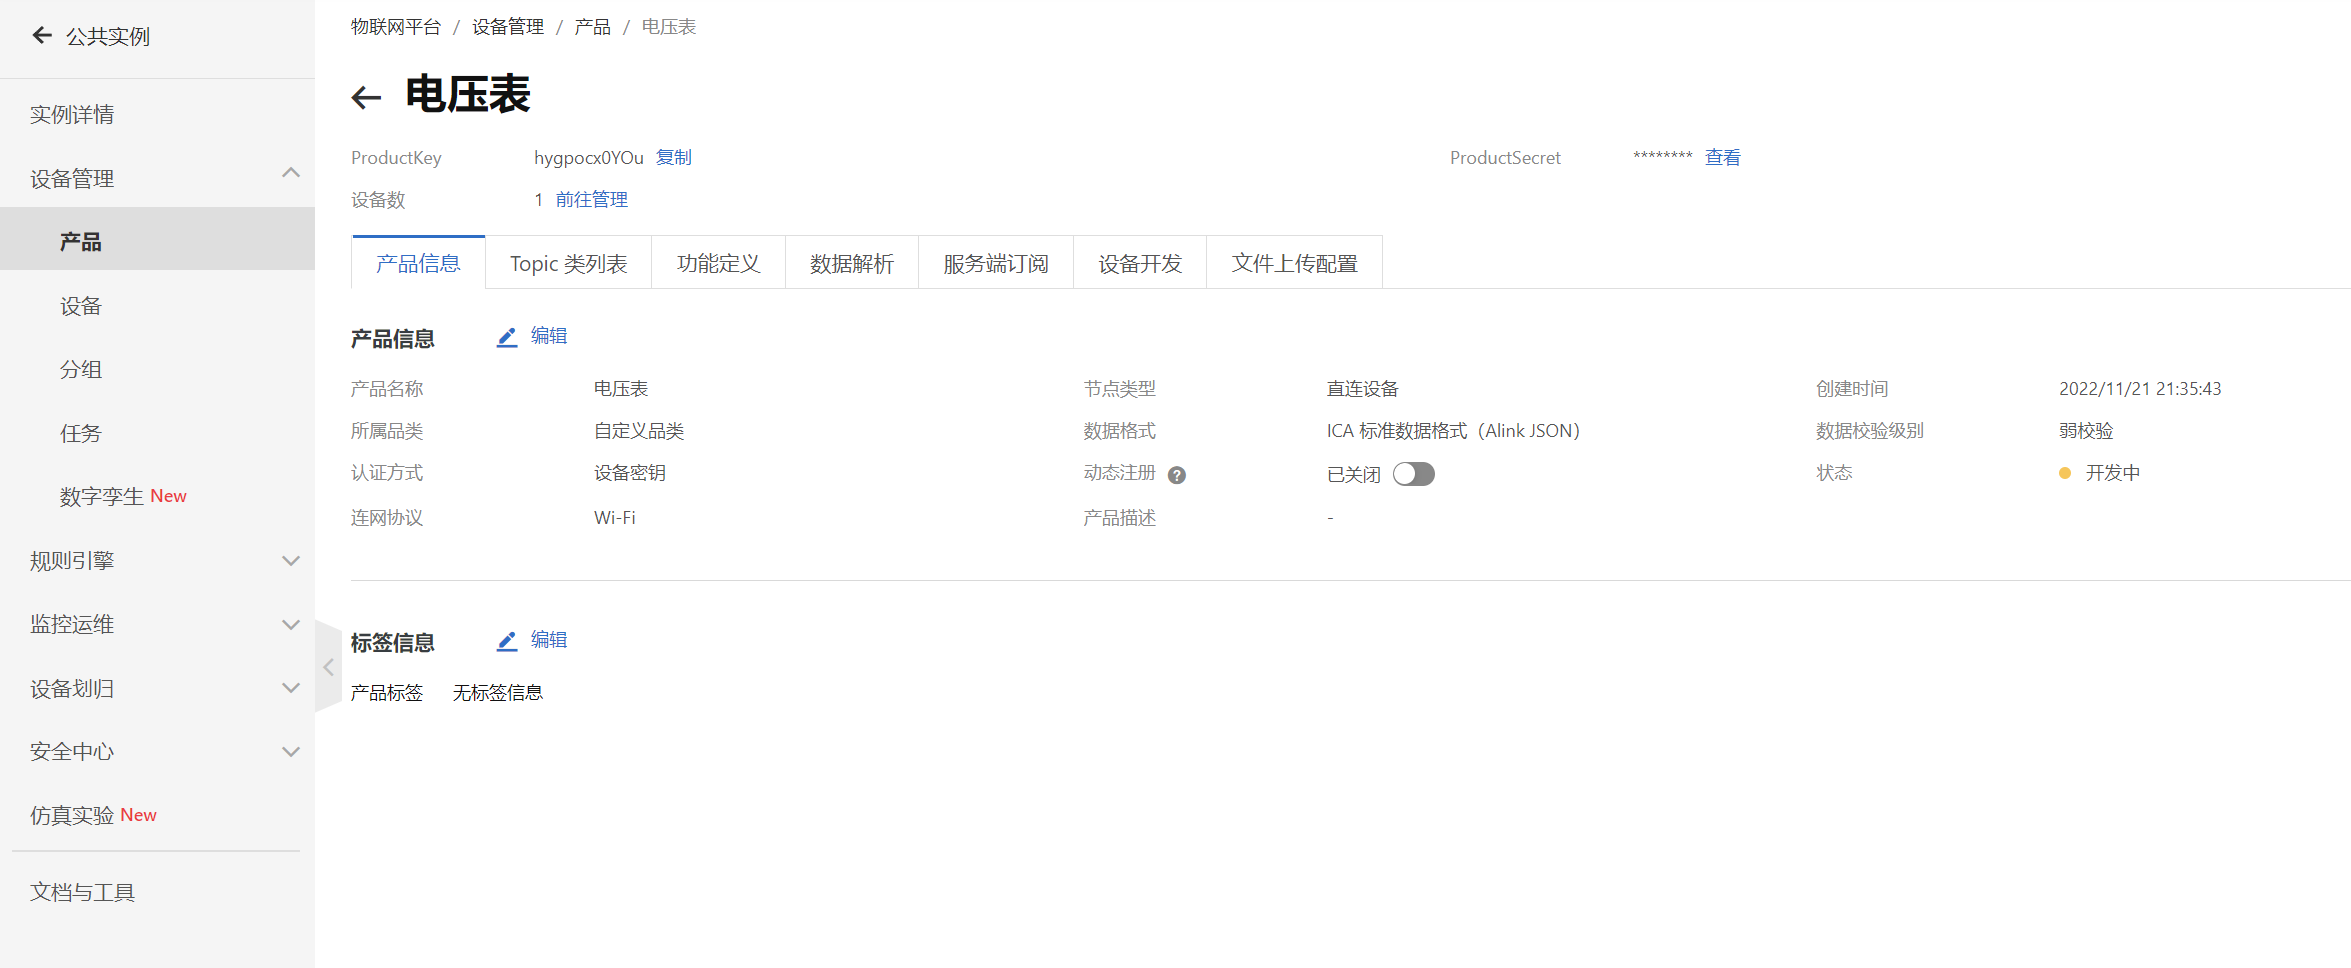 公共实例
实例详情
设备管理
产品
设备
分组
任务
数字孪生 New
规则引擎
监控运维
设备划归
安全中心
仿真实验 New
文档与工具
物联网平台 / 设备管理 / 产品 / 电压表
电压表
ProductKey hygpocx0YOu 复制 ProductSecret ******** 查看
设备数 1 前往管理
产品信息 Topic 类列表 功能定义 数据解析 服务端订阅 设备开发 文件上传配置
产品信息 编辑
产品名称 电压表 节点类型 直连设备 创建时间 2022/11/21 21:35:43
所属品类 自定义品类 数据格式 ICA 标准数据格式（Alink JSON） 数据校验级别 弱校验
认证方式 设备密钥 动态注册 ? 已关闭 状态 开发中
连网协议 Wi-Fi 产品描述 -
标签信息 编辑
产品标签 无标签信息